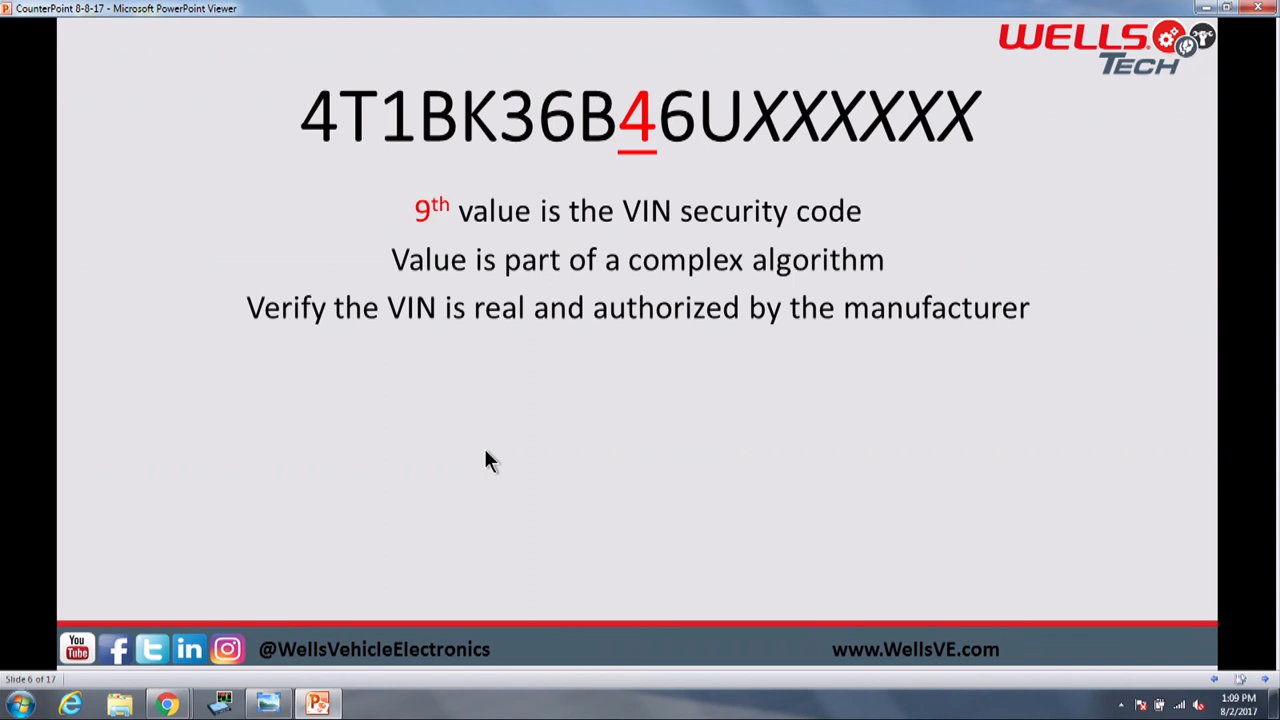 CounterPoint 8-8-17 - Microsoft PowerPoint Viewer
WELLS
TECH
4T1BK36B46UXXXXXX
9th value is the VIN security code
Value is part of a complex algorithm
Verify the VIN is real and authorized by the manufacturer
You
Tube
@WellsVehicleElectronics
www.WellsVE.com
Slide 6 of 17
1:09 PM
8/2/2017